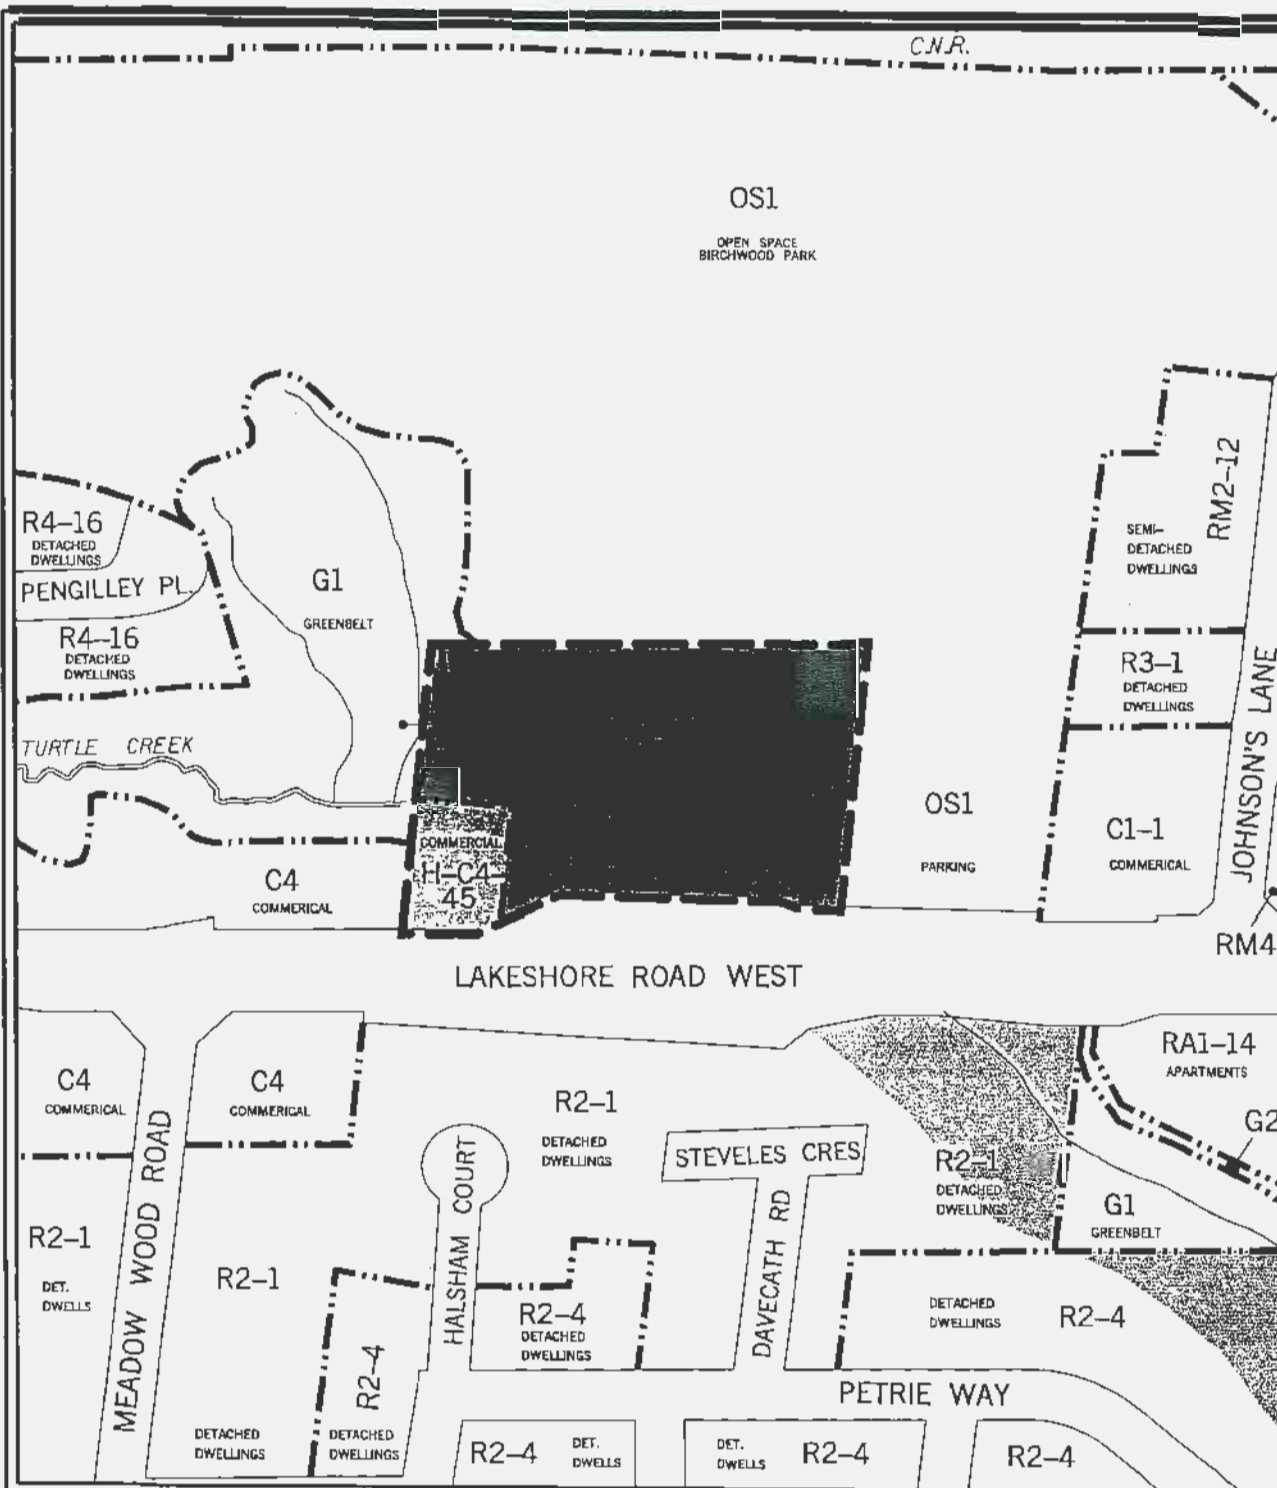 C.N.R.
OS1
OPEN SPACE
BIRCHWOOD PARK
R4-16
DETACHED
DWELLINGS
PENGILLEY PL.
R4-16
DETACHED
DWELLINGS
G1
GREENBELT
TURTLE CREEK
RM2-12
SEMI-
DETACHED
DWELLINGS
R3-1
DETACHED
DWELLINGS
JOHNSON'S LANE
OS1
PARKING
C1-1
COMMERICAL
C4
COMMERICAL
COMMERCIAL
H-C4-
45
RM4
LAKESHORE ROAD WEST
C4
COMMERICAL
C4
COMMERICAL
MEADOW WOOD ROAD
R2-1
DETACHED
DWELLINGS
HALSHAM COURT
STEVELES CRES
DAVECATH RD
R2-1
DETACHED
DWELLINGS
RA1-14
APARTMENTS
G2
G1
GREENBELT
R2-1
DET.
DWELLS
R2-1
DETACHED
DWELLINGS
R2-4
DETACHED
DWELLINGS
R2-4
DETACHED
DWELLINGS
DETACHED
DWELLINGS
R2-4
PETRIE WAY
R2-4
DET.
DWELLS
DET.
DWELLS
R2-4
R2-4